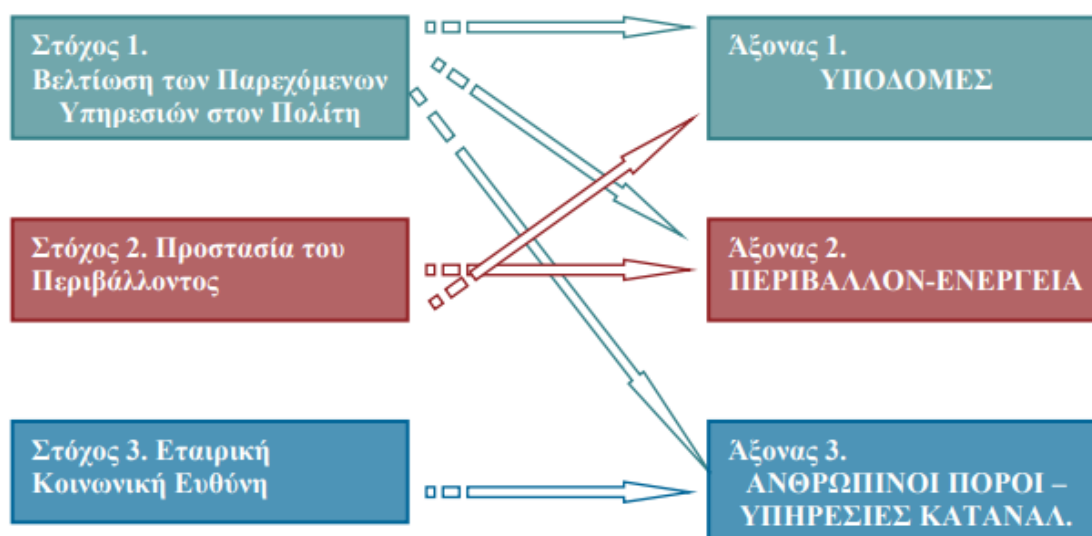 Στόχος 1.
Βελτίωση των Παρεχόμενων
Υπηρεσιών στον Πολίτη
Άξονας 1.
ΥΠΟΔΟΜΕΣ
Στόχος 2. Προστασία του
Περιβάλλοντος
Άξονας 2.
ΠΕΡΙΒΑΛΛΟΝ-ΕΝΕΡΓΕΙΑ
Στόχος 3. Εταιρική
Κοινωνική Ευθύνη
Άξονας 3.
ΑΝΘΡΩΠΙΝΟΙ ΠΟΡΟΙ –
ΥΠΗΡΕΣΙΕΣ ΚΑΤΑΝΑΛ.